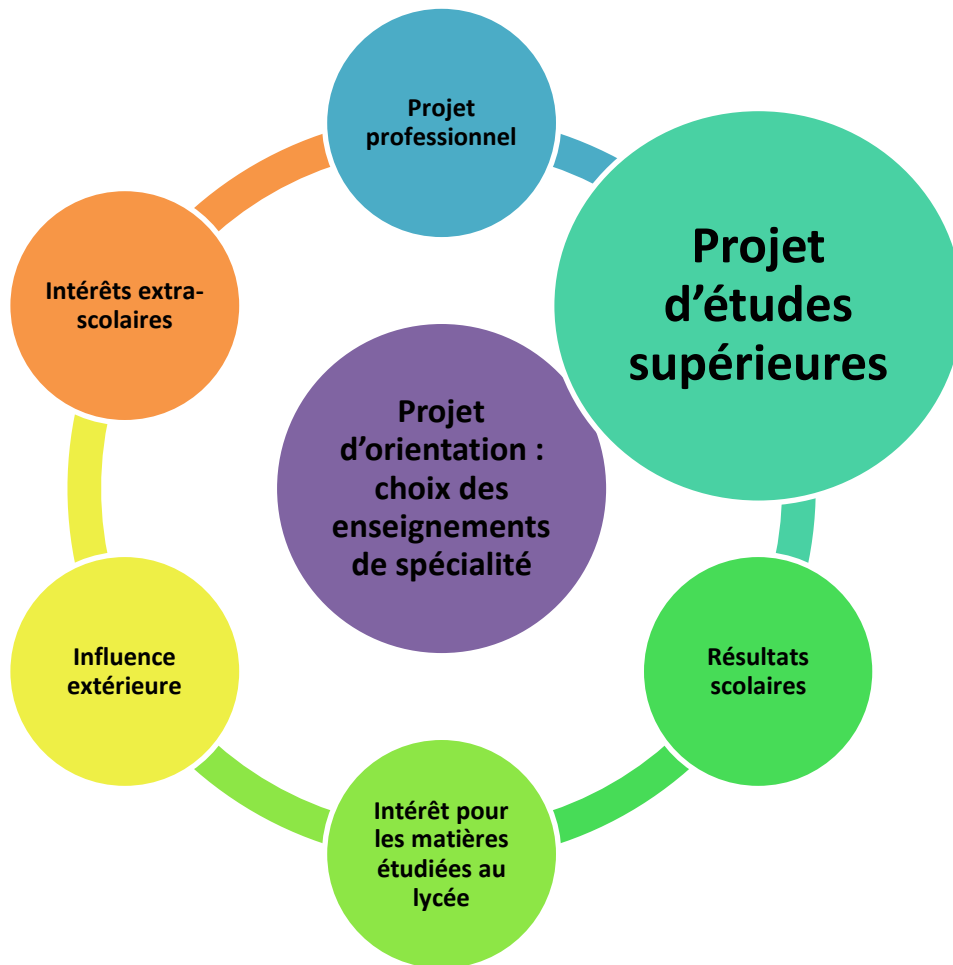 Projet
professionnel
Projet
d’études
supérieures
Intérêts extra-
scolaires
Projet
d’orientation :
choix des
enseignements
de spécialité
Influence
extérieure
Résultats
scolaires
Intérêt pour
les matières
étudiées au
lycée